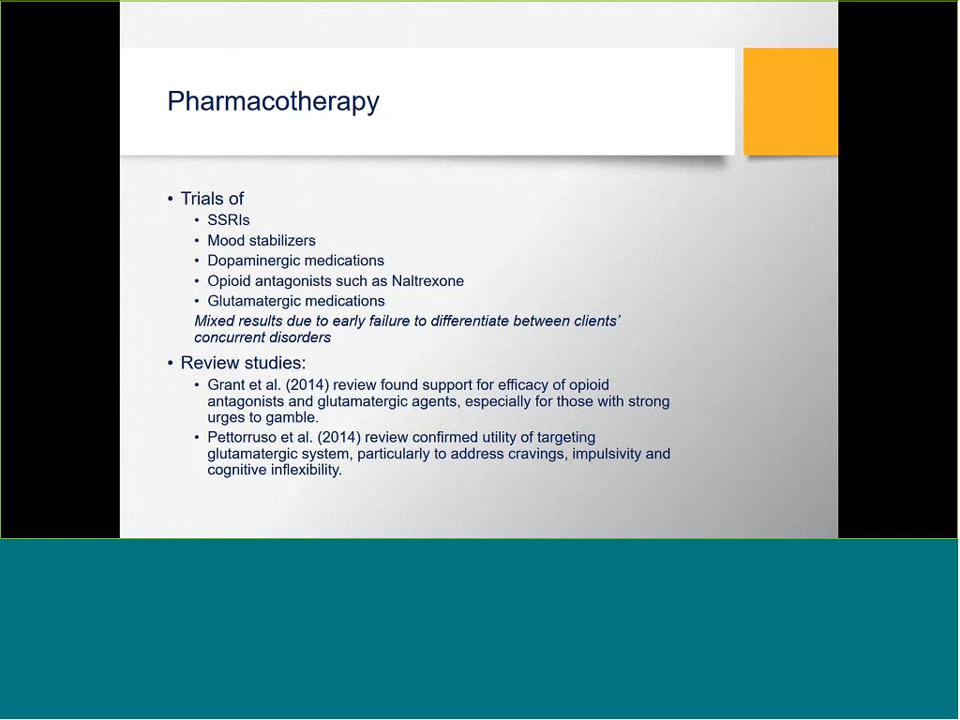 Pharmacotherapy
• Trials of
• SSRIs
• Mood stabilizers
• Dopaminergic medications
• Opioid antagonists such as Naltrexone
• Glutamatergic medications
Mixed results due to early failure to differentiate between clients’
concurrent disorders
• Review studies:
• Grant et al. (2014) review found support for efficacy of opioid
antagonists and glutamatergic agents, especially for those with strong
urges to gamble.
• Pettorruso et al. (2014) review confirmed utility of targeting
glutamatergic system, particularly to address cravings, impulsivity and
cognitive inflexibility.